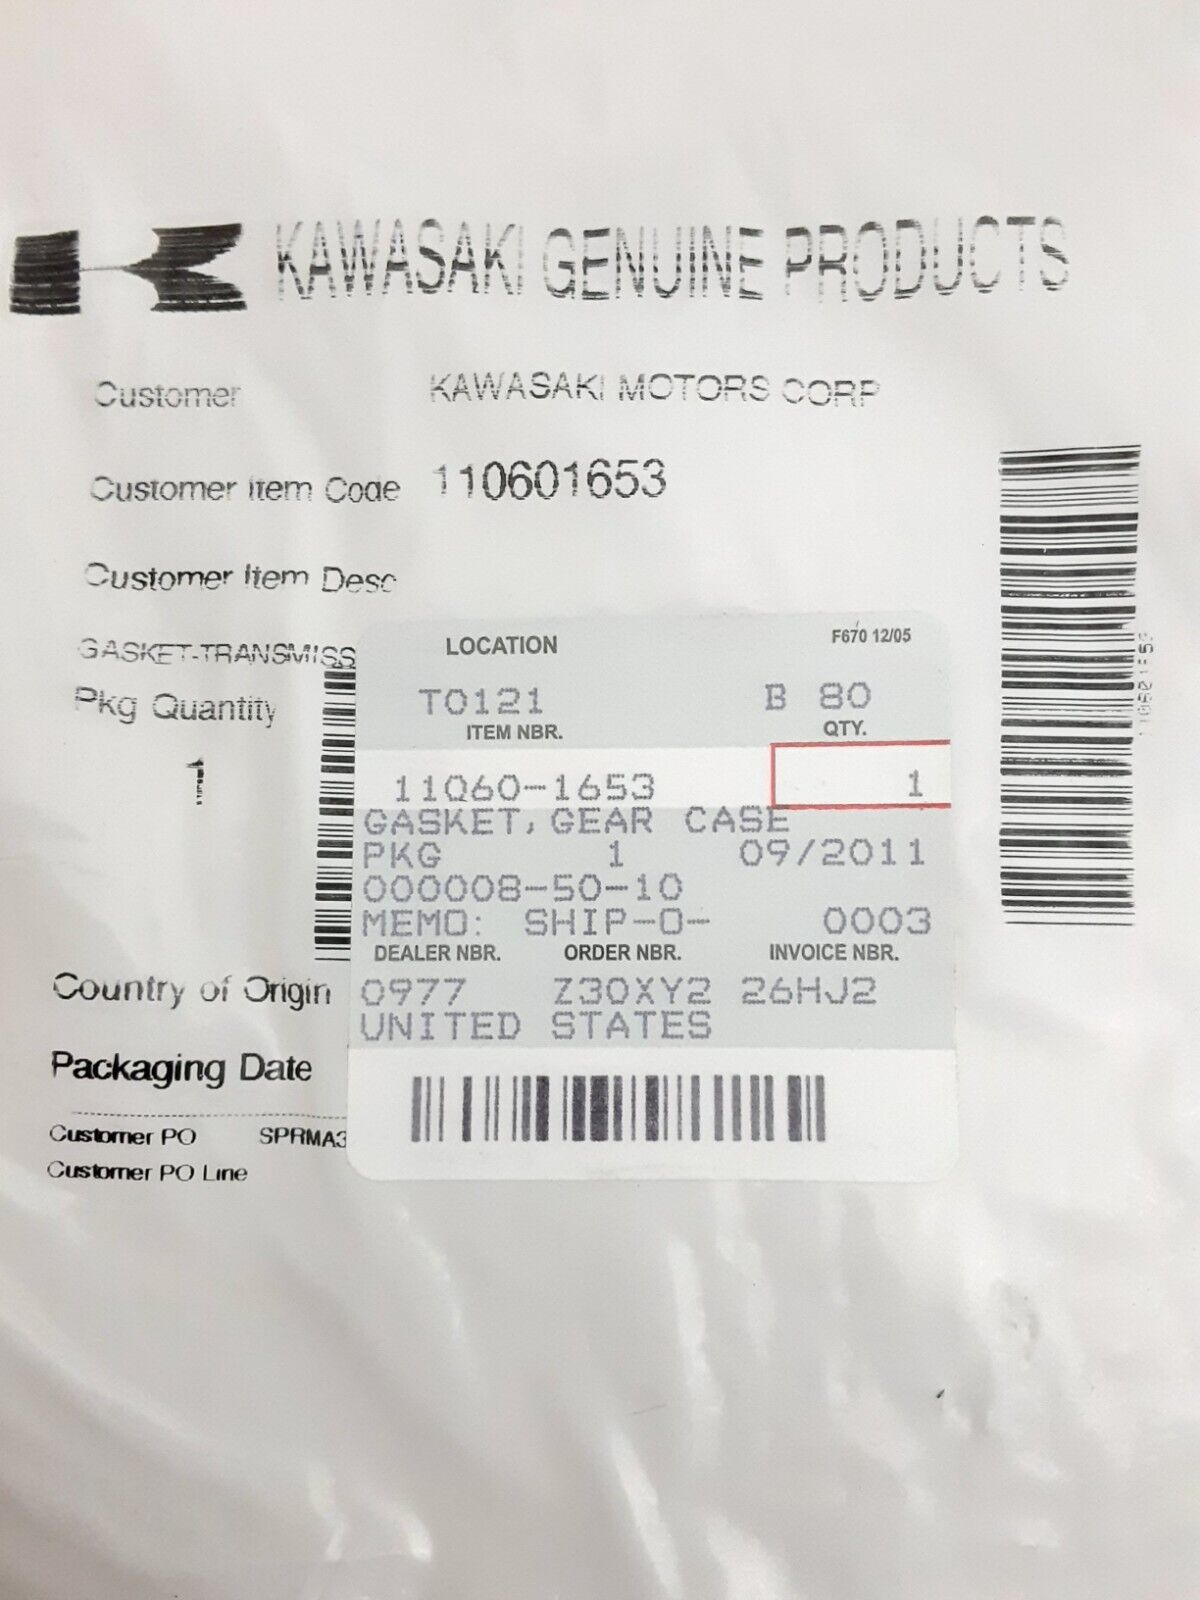 KAWASAKI GENUINE PRODUCTS
Customer KAWASAKI MOTORS CORP
Customer Item Code 110601653
Customer Item Desc
GASKET-TRANSMISS
Pkg Quantity
1
Country of Origin
Packaging Date
Customer PO SPRMA3
Customer PO Line
LOCATION F670 12/05
T0121 B 80
ITEM NBR. QTY.
11060-1653 1
GASKET, GEAR CASE
PKG 1 09/2011
000008-50-10
MEMO: SHIP-O- 0003
DEALER NBR. ORDER NBR. INVOICE NBR.
0977 Z30XY2 26HJ2
UNITED STATES